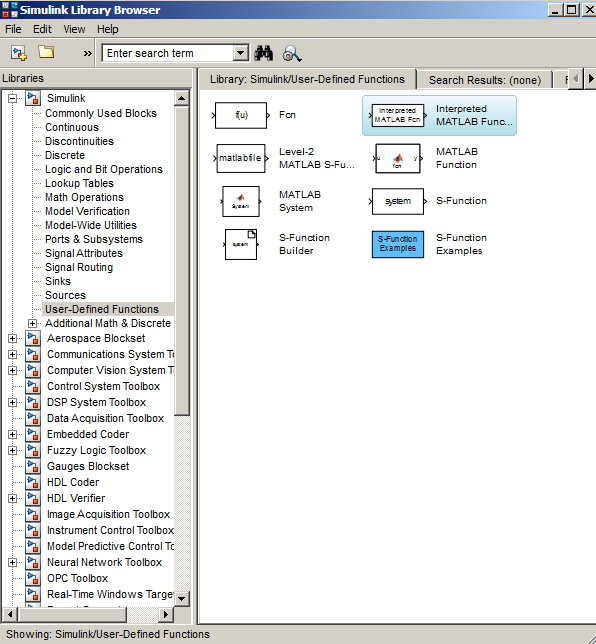 Simulink Library Browser
File Edit View Help
» Enter search term
Libraries
Library: Simulink/User-Defined Functions
Search Results: (none)
Simulink
Commonly Used Blocks
Continuous
Discontinuities
Discrete
Logic and Bit Operations
Lookup Tables
Math Operations
Model Verification
Model-Wide Utilities
Ports & Subsystems
Signal Attributes
Signal Routing
Sinks
Sources
User-Defined Functions
Additional Math & Discrete
Aerospace Blockset
Communications System To
Computer Vision System T
Control System Toolbox
DSP System Toolbox
Data Acquisition Toolbox
Embedded Coder
Fuzzy Logic Toolbox
Gauges Blockset
HDL Coder
HDL Verifier
Image Acquisition Toolbox
Instrument Control Toolbox
Model Predictive Control To
Neural Network Toolbox
OPC Toolbox
Real-Time Windows Targe
f(u)
Fcn
Interpreted
MATLAB Fcn
Interpreted
MATLAB Func...
matlabfile
Level-2
MATLAB S-Fu...
u
y
fcn
MATLAB
Function
System
MATLAB
System
system
S-Function
system
S-Function
Builder
S-Function
Examples
S-Function
Examples
Showing: Simulink/User-Defined Functions